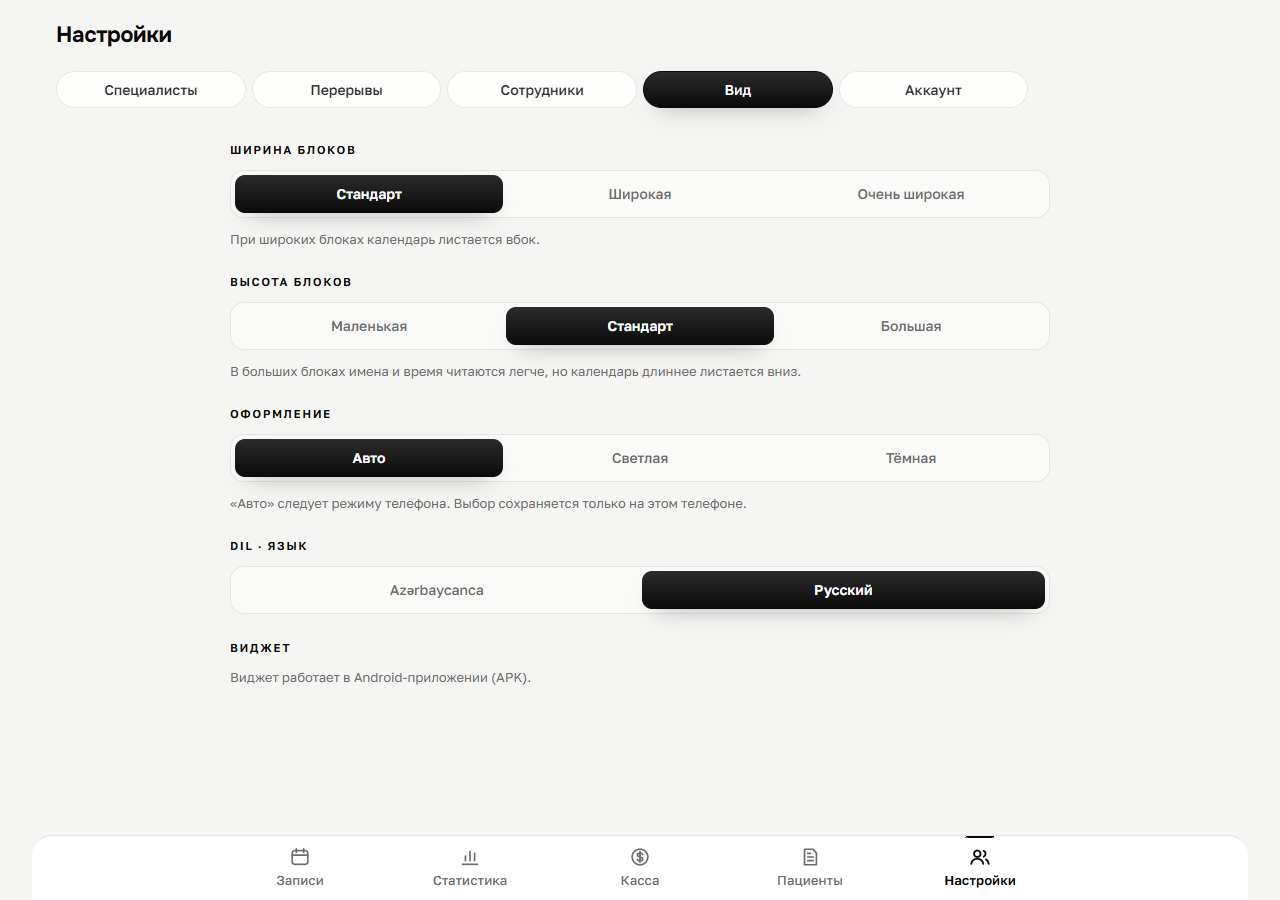 Настройки
Специалисты Перерывы Сотрудники Вид Аккаунт
ШИРИНА БЛОКОВ
Стандарт Широкая Очень широкая
При широких блоках календарь листается вбок.
ВЫСОТА БЛОКОВ
Маленькая Стандарт Большая
В больших блоках имена и время читаются легче, но календарь длиннее листается вниз.
ОФОРМЛЕНИЕ
Авто Светлая Тёмная
«Авто» следует режиму телефона. Выбор сохраняется только на этом телефоне.
DIL · ЯЗЫК
Azərbaycanca Русский
ВИДЖЕТ
Виджет работает в Android-приложении (APK).
Записи Статистика Касса Пациенты Настройки